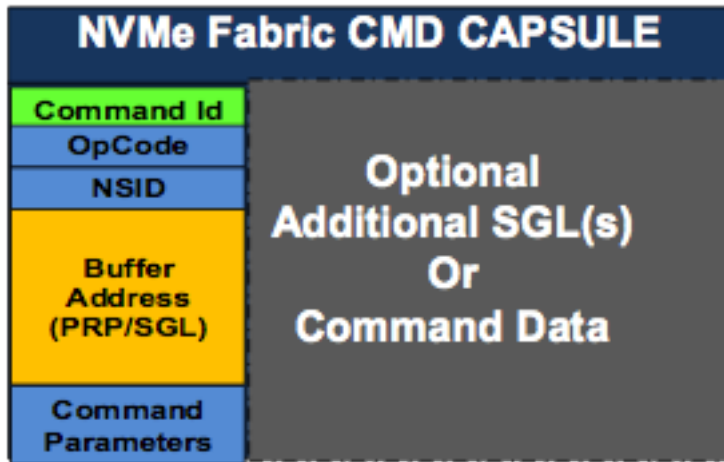 NVMe Fabric CMD CAPSULE
Command Id
OpCode
NSID
Buffer
Address
(PRP/SGL)
Command
Parameters
Optional
Additional SGL(s)
Or
Command Data